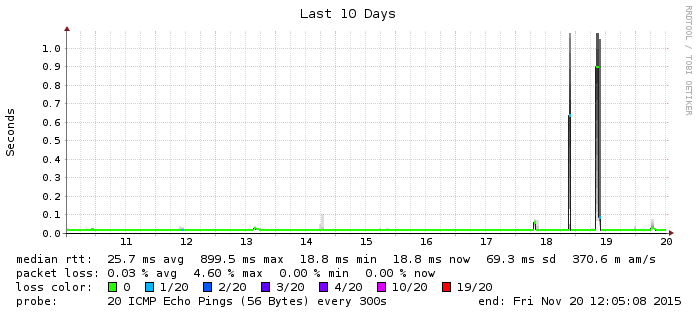 Last 10 Days
RRDTOOL / TOBI OETIKER
Seconds
1.0
0.9
0.8
0.7
0.6
0.5
0.4
0.3
0.2
0.1
0.0
11 12 13 14 15 16 17 18 19 20
median rtt: 25.7 ms avg 899.5 ms max 18.8 ms min 18.8 ms now 69.3 ms sd 370.6 m am/s
packet loss: 0.03 % avg 4.60 % max 0.00 % min 0.00 % now
loss color: 0 1/20 2/20 3/20 4/20 10/20 19/20
probe: 20 ICMP Echo Pings (56 Bytes) every 300s end: Fri Nov 20 12:05:08 2015